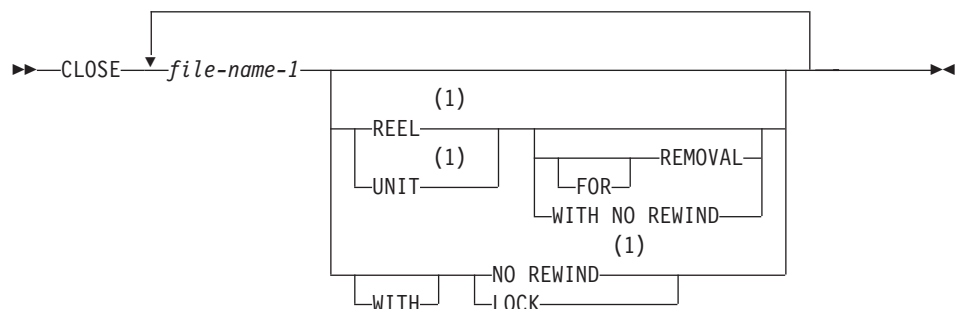 CLOSE file-name-1
(1)
REEL
(1) REMOVAL
UNIT FOR
WITH NO REWIND
(1)
NO REWIND
WITH LOCK